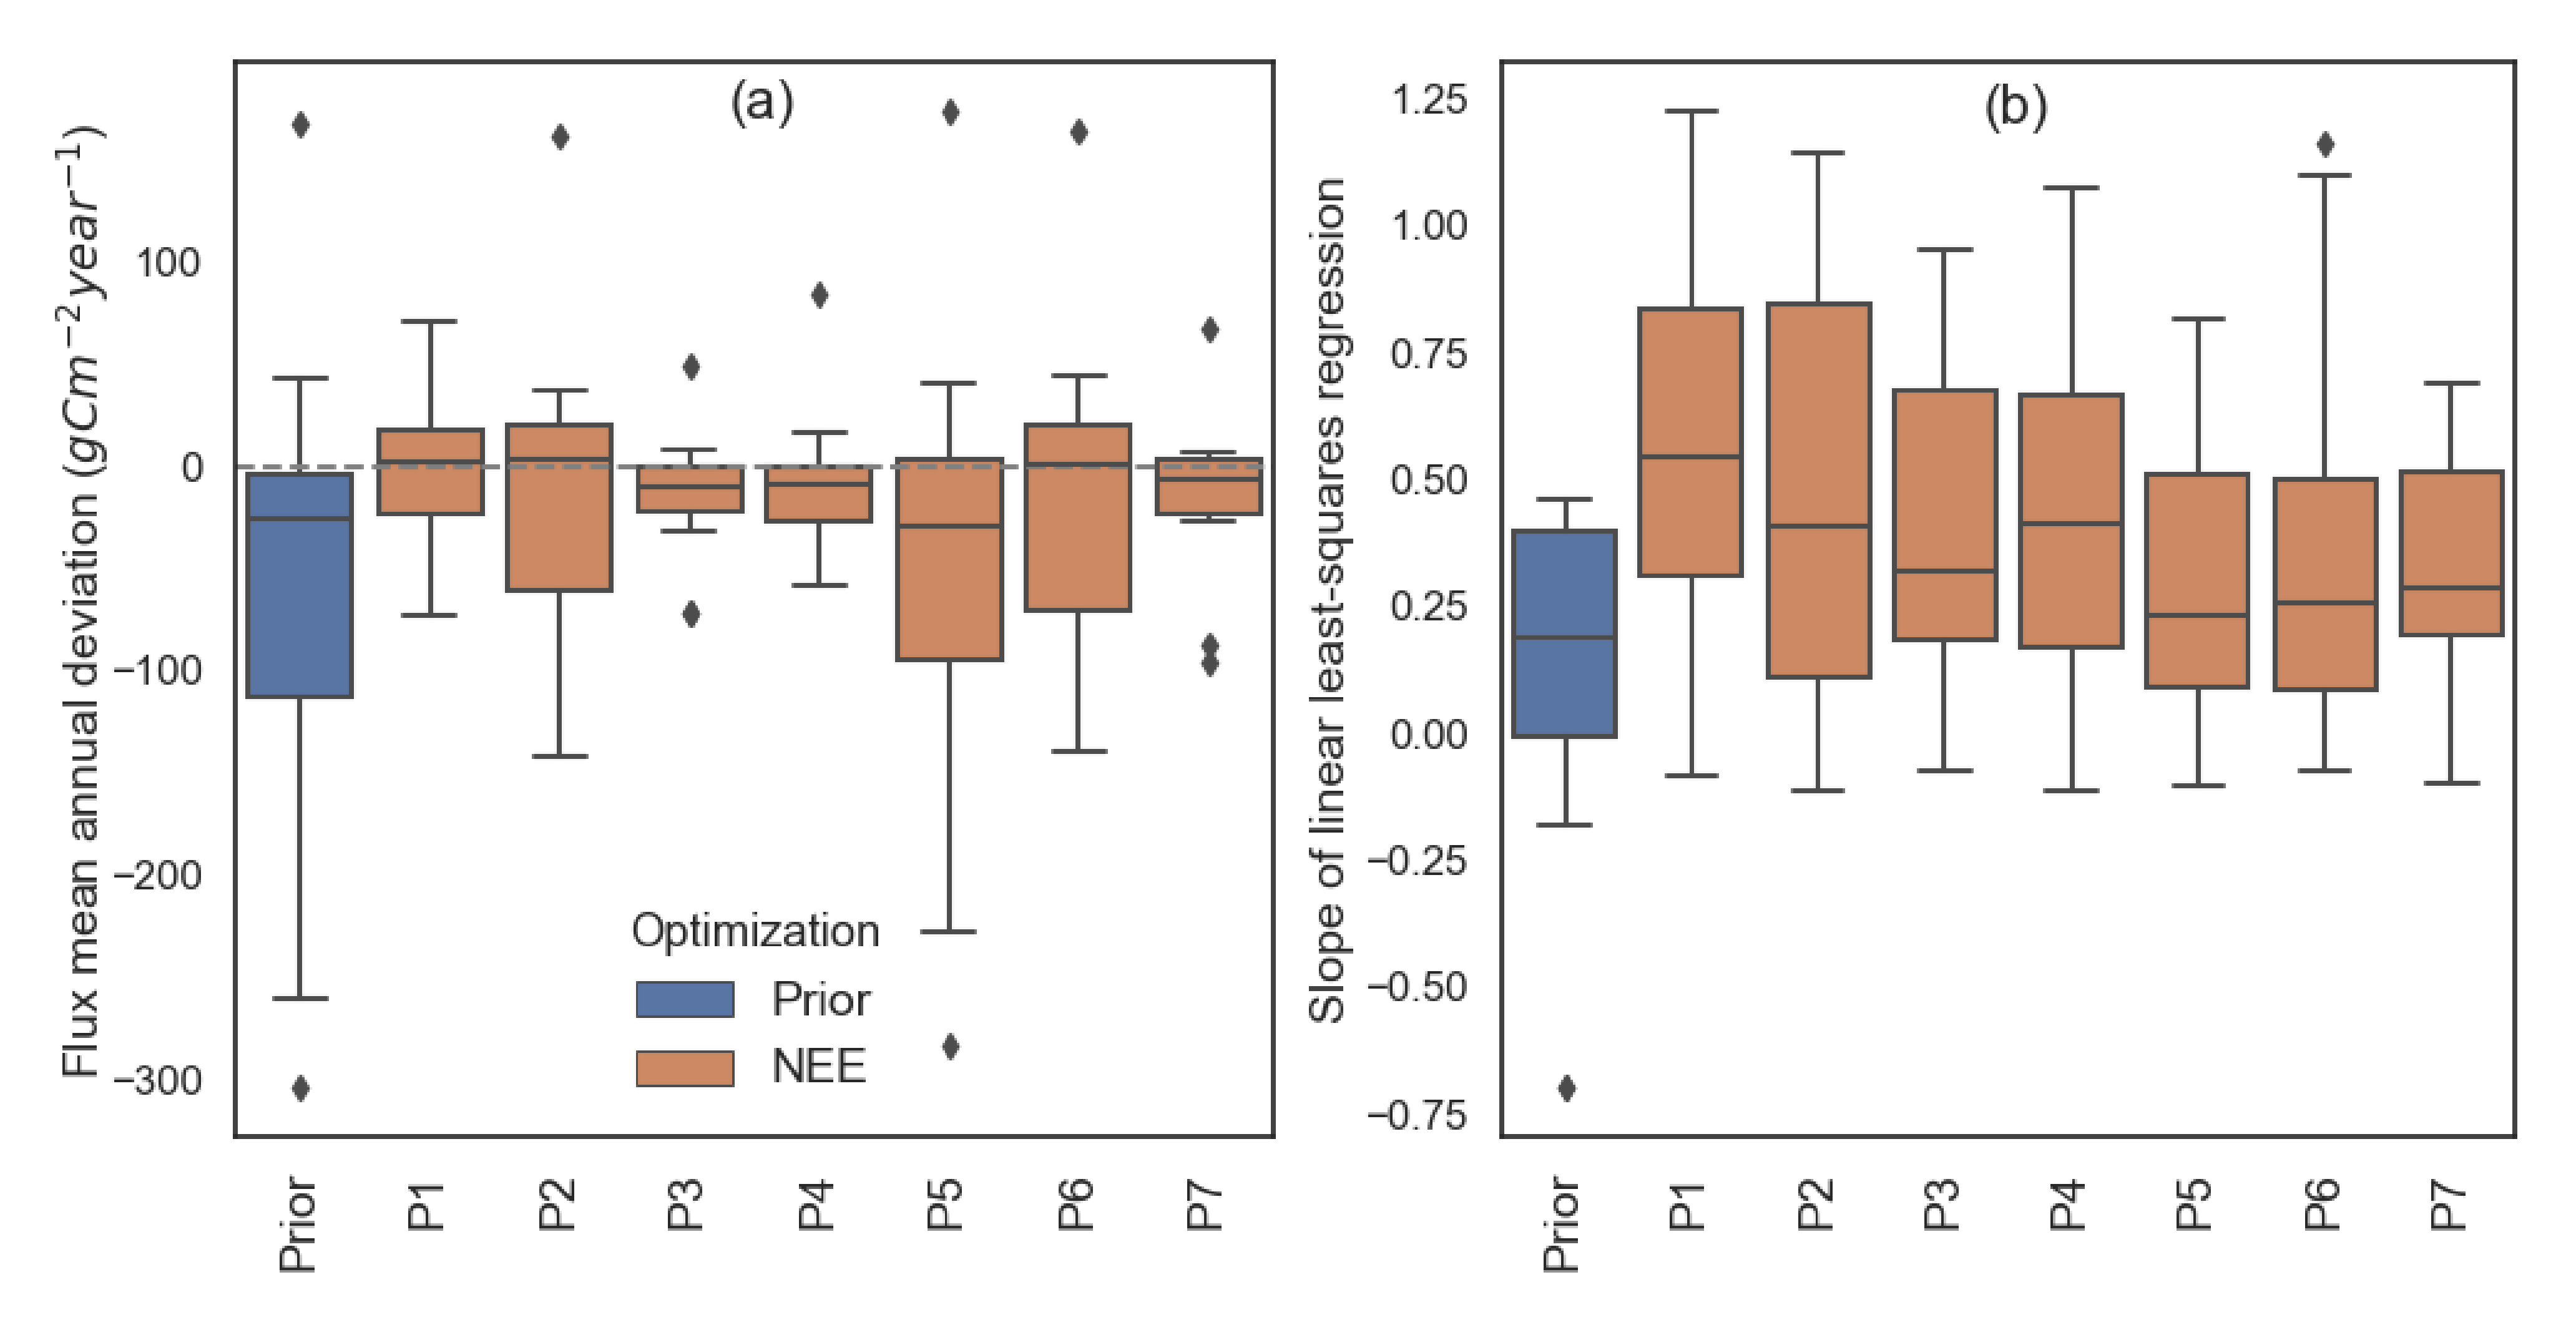 (a)
Flux mean annual deviation (gCm⁻²year⁻¹)
100
0
−100
−200
−300
Optimization
Prior
NEE
Prior
P1
P2
P3
P4
P5
P6
P7
(b)
Slope of linear least-squares regression
1.25
1.00
0.75
0.50
0.25
0.00
−0.25
−0.50
−0.75
Prior
P1
P2
P3
P4
P5
P6
P7